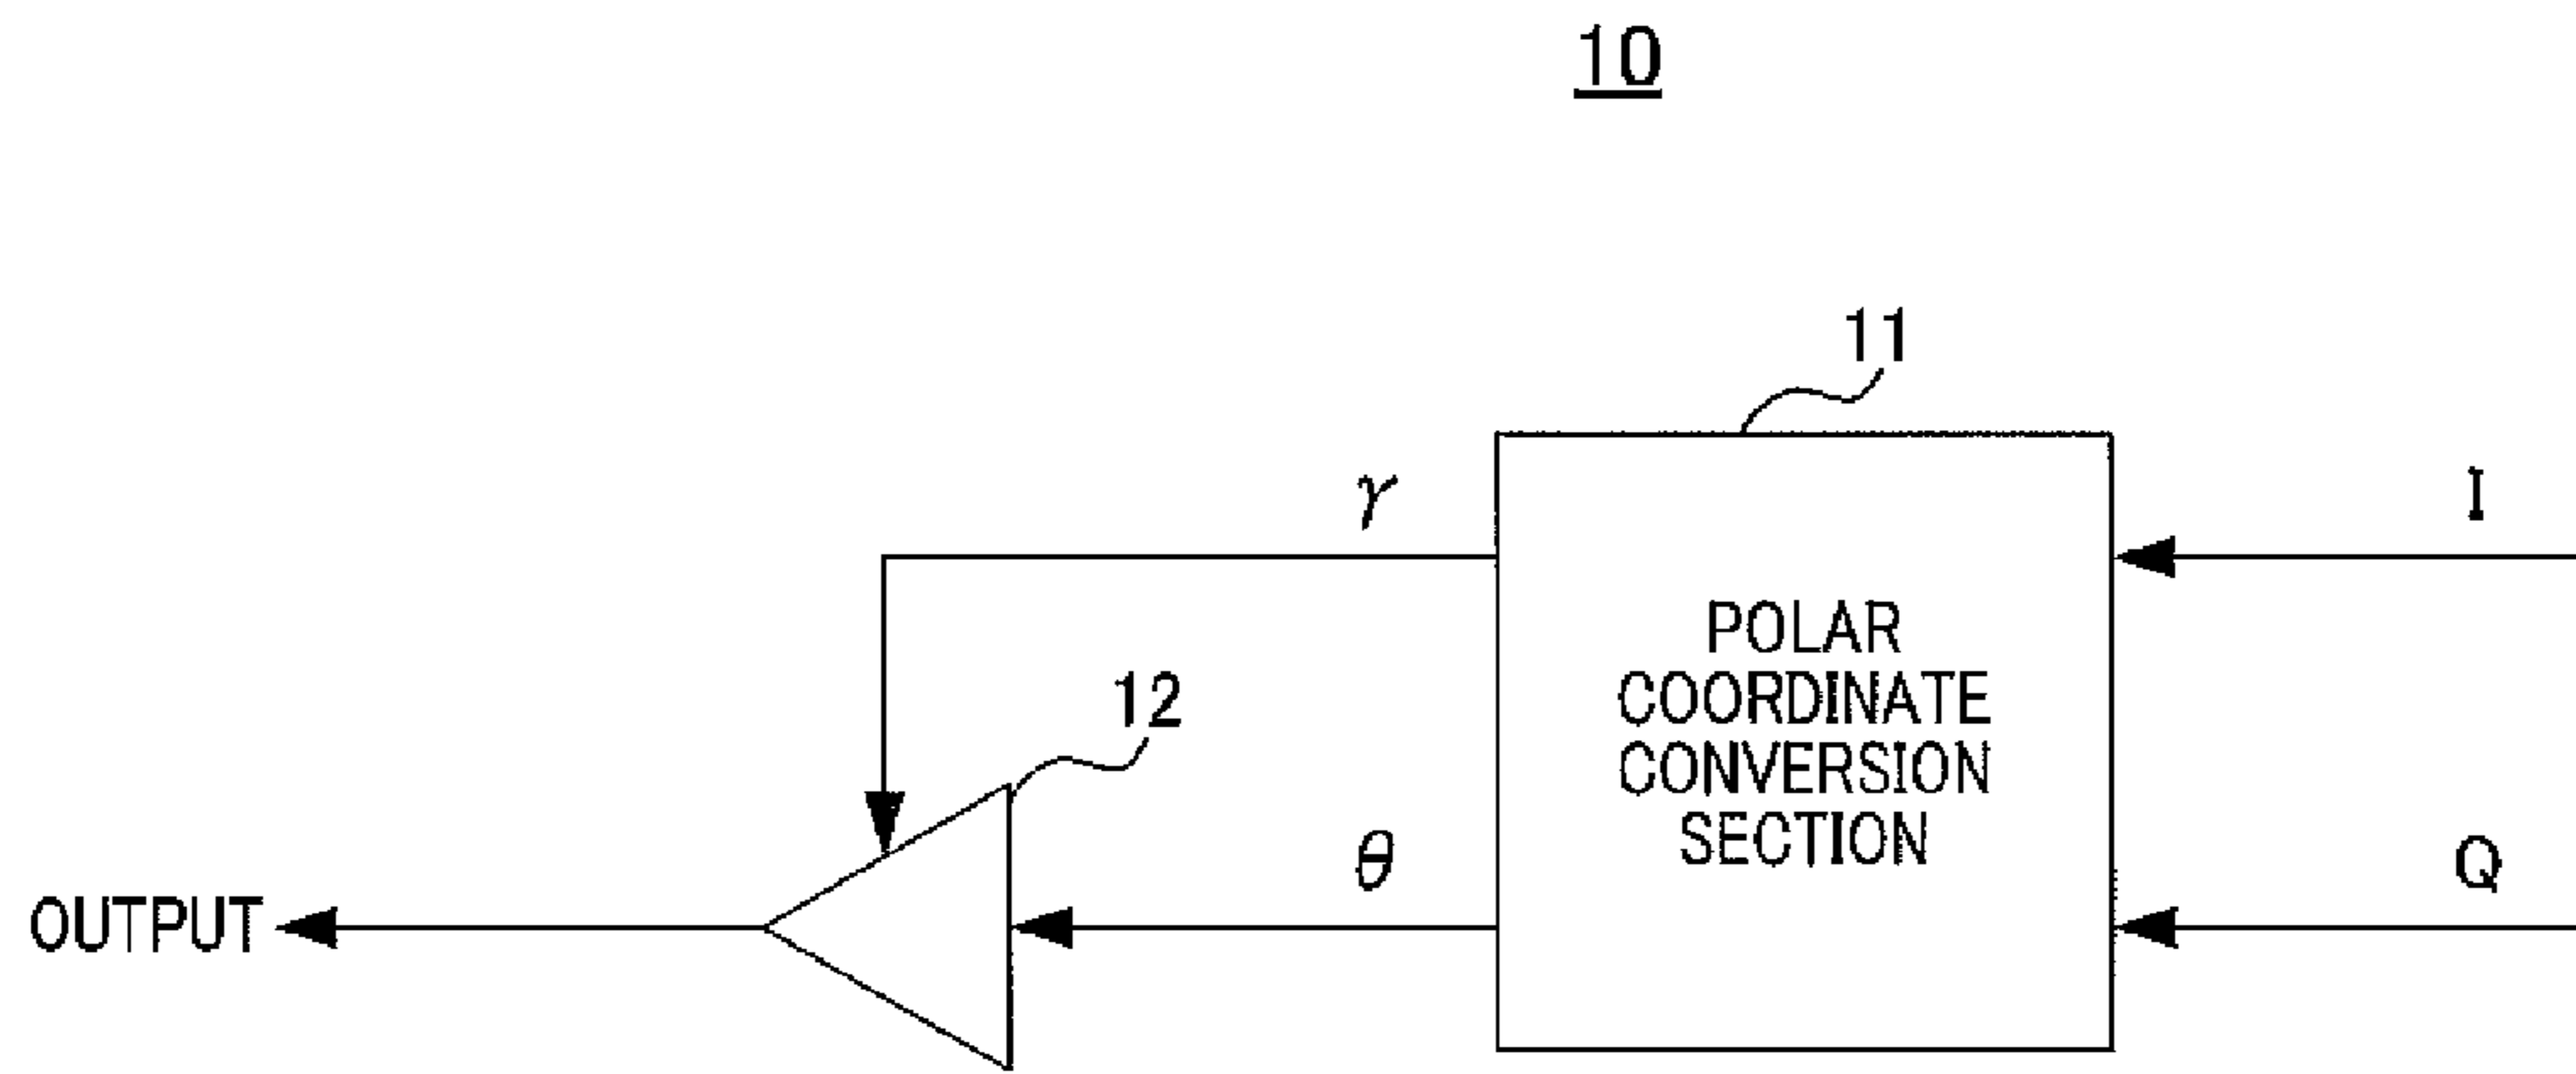 10
11
γ
I
POLAR
COORDINATE
CONVERSION
SECTION
12
θ
Q
OUTPUT